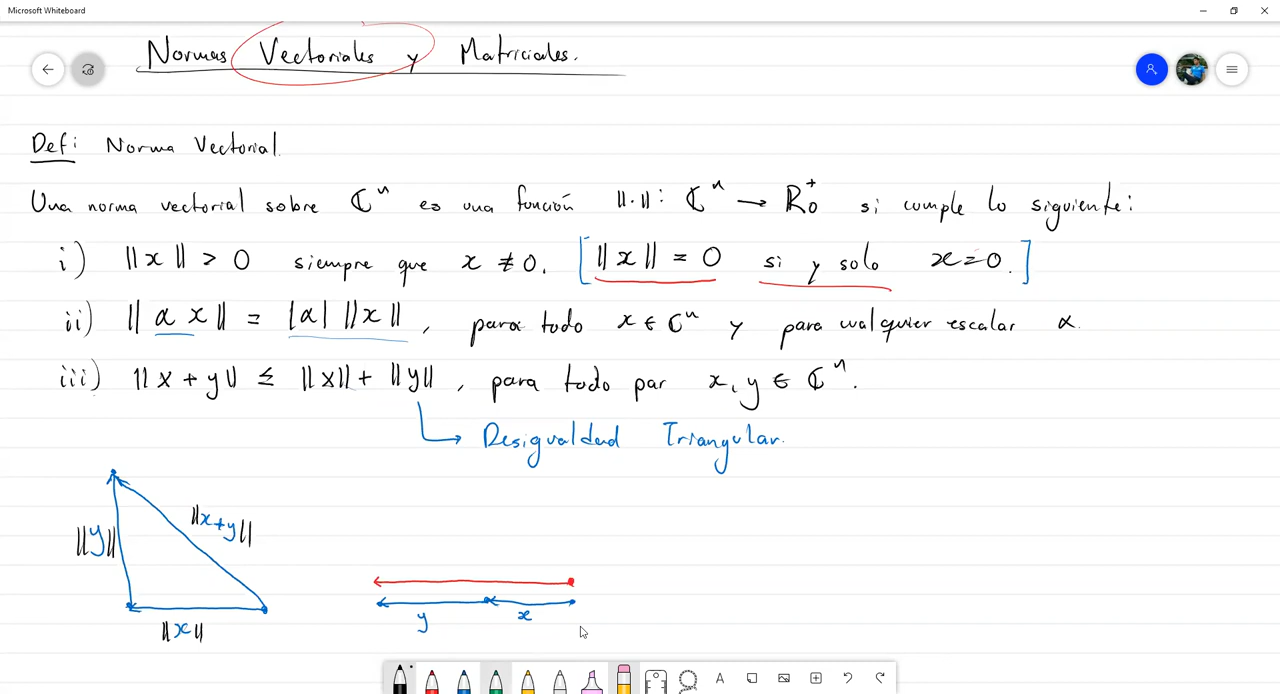 Microsoft Whiteboard
Normas Vectoriales y Matriciales.
Def: Norma Vectorial.
Una norma vectorial sobre ℂⁿ es una función ||·||: ℂⁿ → ℝ₀⁺ si cumple lo siguiente:
i) ||x|| > 0 siempre que x ≠ 0. [||x|| = 0 si y solo x = 0.]
ii) ||αx|| = |α| ||x||, para todo x ∈ ℂⁿ y para cualquier escalar α.
iii) ||x + y|| ≤ ||x|| + ||y||, para todo par x, y ∈ ℂⁿ.
Desigualdad Triangular.
||x+y||
||y||
||x||
y x
A